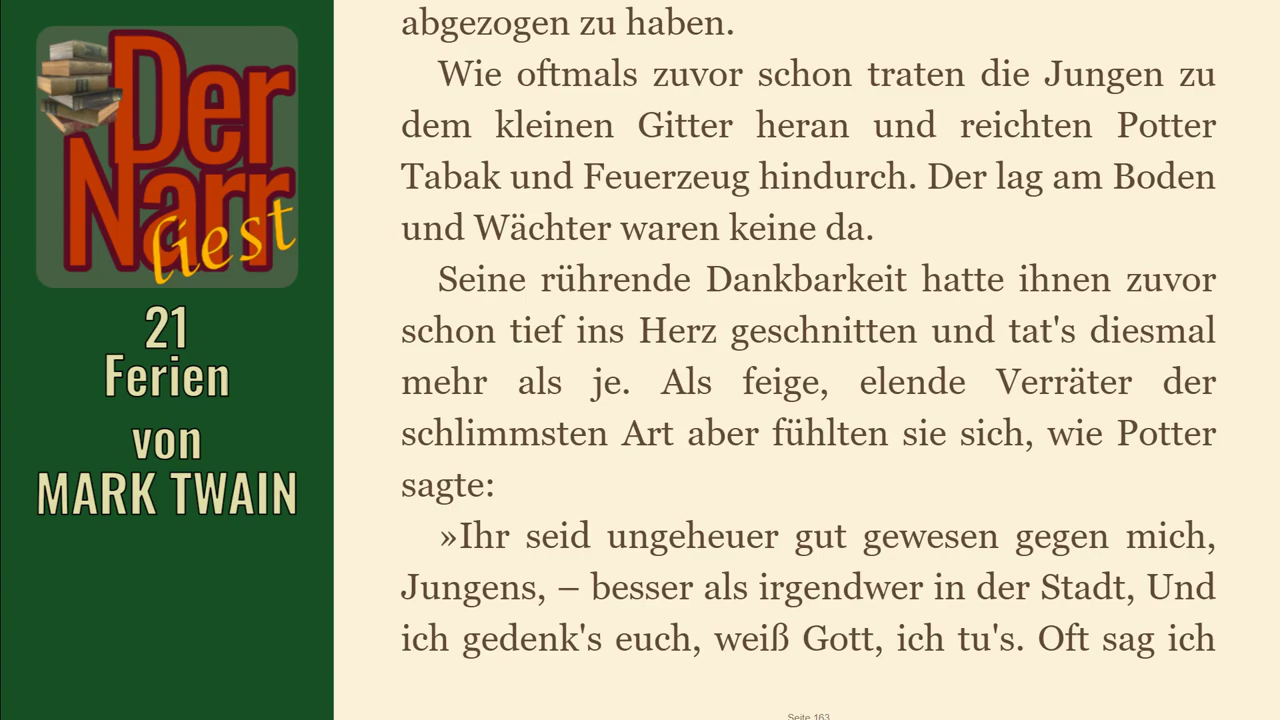 Der
Narr
liest
21
Ferien
von
MARK TWAIN
abgezogen zu haben.
Wie oftmals zuvor schon traten die Jungen zu
dem kleinen Gitter heran und reichten Potter
Tabak und Feuerzeug hindurch. Der lag am Boden
und Wächter waren keine da.
Seine rührende Dankbarkeit hatte ihnen zuvor
schon tief ins Herz geschnitten und tat's diesmal
mehr als je. Als feige, elende Verräter der
schlimmsten Art aber fühlten sie sich, wie Potter
sagte:
»Ihr seid ungeheuer gut gewesen gegen mich,
Jungens, – besser als irgendwer in der Stadt, Und
ich gedenk's euch, weiß Gott, ich tu's. Oft sag ich
Seite 163